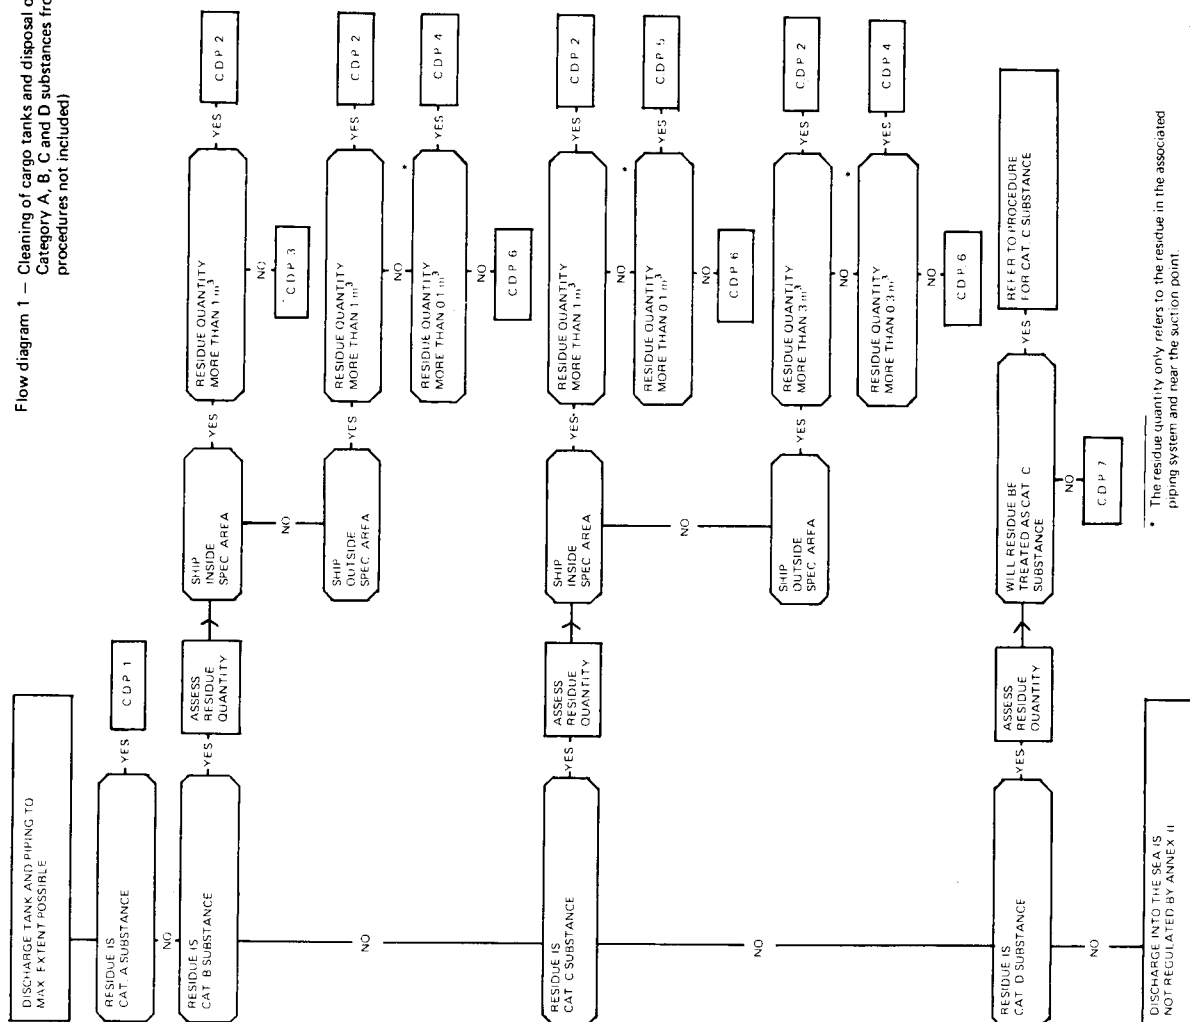 Flow diagram 1 — Cleaning of cargo tanks and disposal o
Category A, B, C and D substances fro
procedures not included)
DISCHARGE TANK AND PIPING TO
MAX EXTENT POSSIBLE
RESIDUE IS
CAT. A SUBSTANCE
YES
CDP 1
NO
RESIDUE IS
CAT B SUBSTANCE
YES
ASSESS
RESIDUE
QUANTITY
SHIP
INSIDE
SPEC AREA
YES
RESIDUE QUANTITY
MORE THAN 1 m³
YES
CDP 2
NO
CDP 3
NO
SHIP
OUTSIDE
SPEC AREA
YES
RESIDUE QUANTITY
MORE THAN 1 m³
YES
CDP 2
NO
*
RESIDUE QUANTITY
MORE THAN 0 1 m³
YES
CDP 4
NO
CDP 6
NO
RESIDUE IS
CAT C SUBSTANCE
YES
ASSESS
RESIDUE
QUANTITY
SHIP
INSIDE
SPEC AREA
YES
RESIDUE QUANTITY
MORE THAN 1 m³
YES
CDP 2
NO
*
RESIDUE QUANTITY
MORE THAN 0 1 m³
YES
CDP 5
NO
CDP 6
NO
SHIP
OUTSIDE
SPEC AREA
YES
RESIDUE QUANTITY
MORE THAN 3 m³
YES
CDP 2
NO
*
RESIDUE QUANTITY
MORE THAN 0 3 m³
YES
CDP 4
NO
CDP 6
NO
RESIDUE IS
CAT D SUBSTANCE
YES
ASSESS
RESIDUE
QUANTITY
WILL RESIDUE BE
TREATED AS CAT C
SUBSTANCE
YES
REFER TO PROCEDURE
FOR CAT. C SUBSTANCE
NO
CDP 7
NO
DISCHARGE INTO THE SEA IS
NOT REGULATED BY ANNEX II
* The residue quantity only refers to the residue in the associated
piping system and near the suction point.